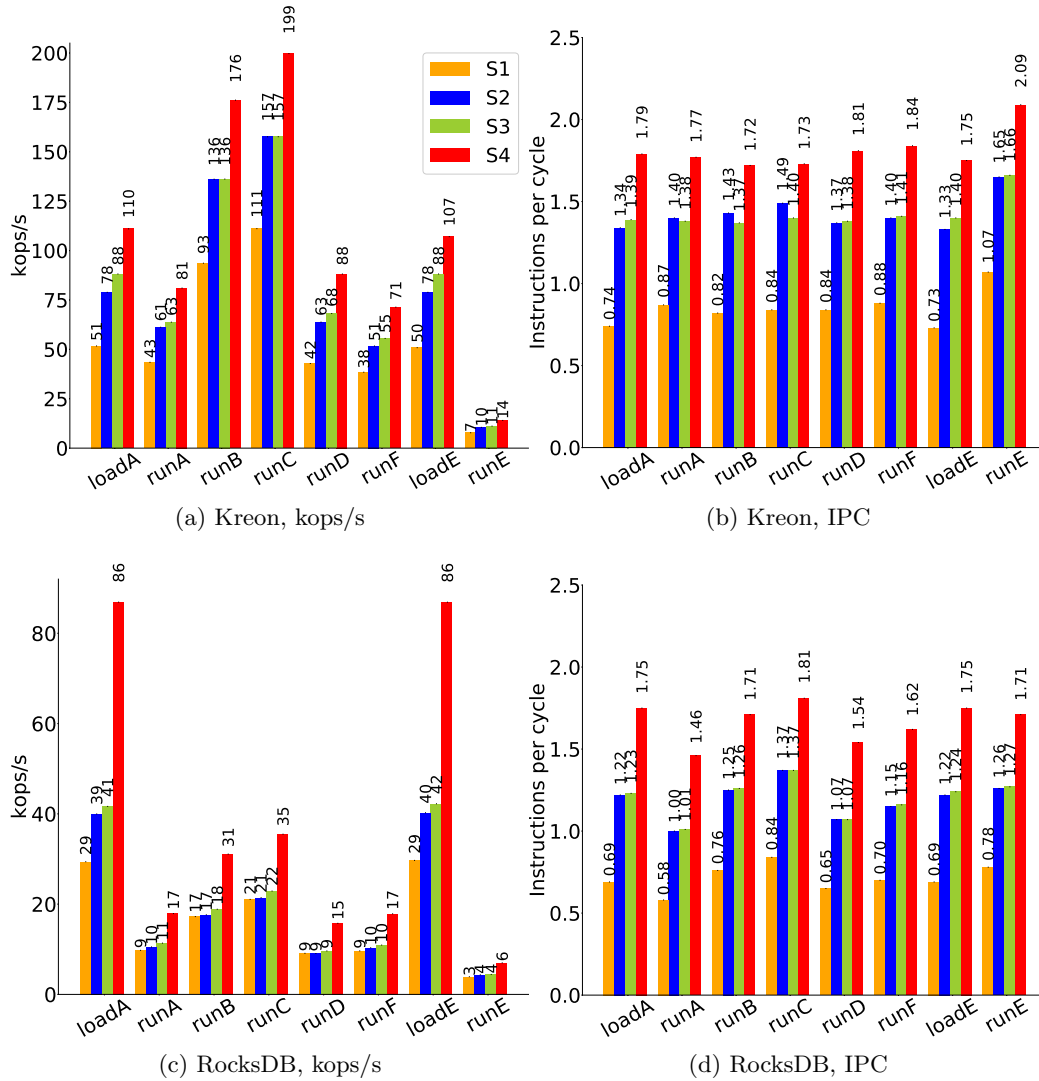 200
175
150
125
100
75
50
25
0
kops/s
51 78 88 110
43 61 63 81
93 136 136 176
111 157 157 199
42 63 68 88
38 51 55 71
50 78 88 107
7 10 11 14
S1
S2
S3
S4
loadA runA runB runC runD runF loadE runE
(a) Kreon, kops/s
2.5
2.0
1.5
1.0
0.5
0.0
Instructions per cycle
0.74 1.34 1.39 1.79
0.87 1.40 1.38 1.77
0.82 1.43 1.37 1.72
0.84 1.49 1.40 1.73
0.84 1.37 1.38 1.81
0.88 1.40 1.41 1.84
0.73 1.33 1.40 1.75
1.07 1.65 1.66 2.09
loadA runA runB runC runD runF loadE runE
(b) Kreon, IPC
80
60
40
20
0
kops/s
29 39 41 86
9 10 11 17
17 17 18 31
21 21 22 35
9 9 9 15
9 10 10 17
29 40 42 86
3 4 4 6
loadA runA runB runC runD runF loadE runE
(c) RocksDB, kops/s
2.5
2.0
1.5
1.0
0.5
0.0
Instructions per cycle
0.69 1.22 1.23 1.75
0.58 1.00 1.01 1.46
0.76 1.25 1.26 1.71
0.84 1.37 1.37 1.81
0.65 1.07 1.07 1.54
0.70 1.15 1.16 1.62
0.69 1.22 1.24 1.75
0.78 1.26 1.27 1.71
loadA runA runB runC runD runF loadE runE
(d) RocksDB, IPC